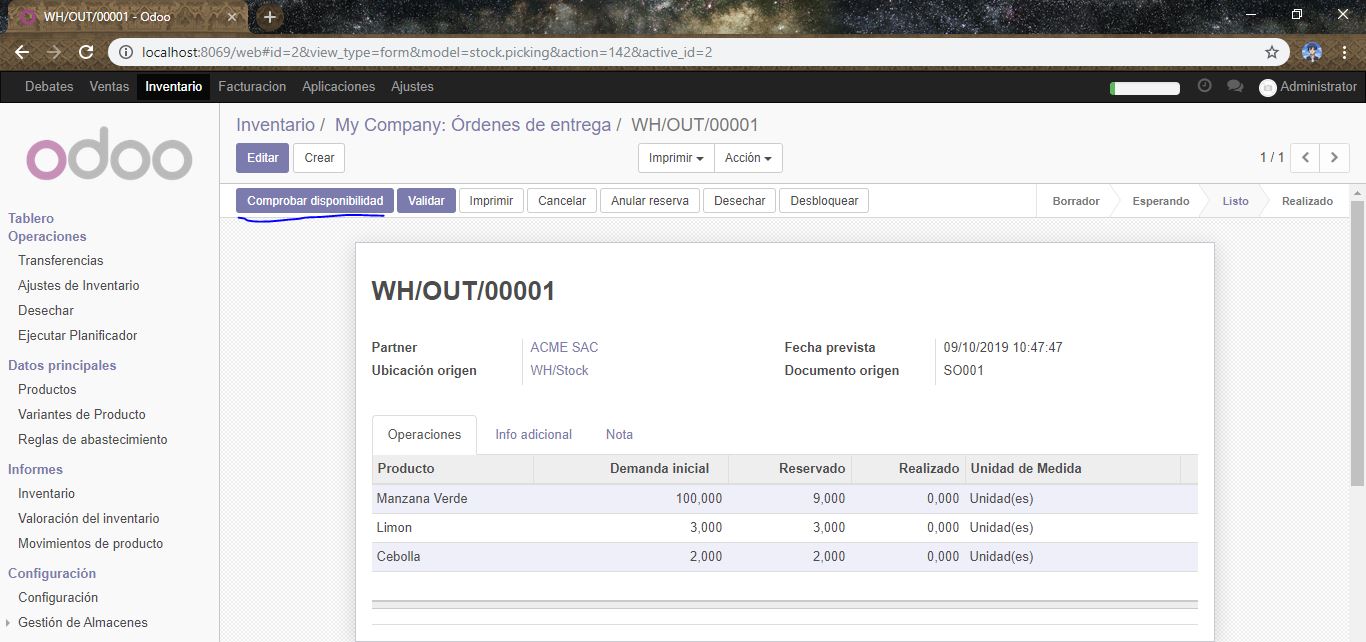 WH/OUT/00001 - Odoo
localhost:8069/web#id=2&view_type=form&model=stock.picking&action=142&active_id=2
Debates Ventas Inventario Facturacion Aplicaciones Ajustes Administrator
odoo
Inventario / My Company: Órdenes de entrega / WH/OUT/00001
Editar Crear Imprimir Acción 1 / 1
Comprobar disponibilidad Validar Imprimir Cancelar Anular reserva Desechar Desbloquear Borrador Esperando Listo Realizado
Tablero
Operaciones
Transferencias
Ajustes de Inventario
Desechar
Ejecutar Planificador
Datos principales
Productos
Variantes de Producto
Reglas de abastecimiento
Informes
Inventario
Valoración del inventario
Movimientos de producto
Configuración
Configuración
Gestión de Almacenes
WH/OUT/00001
Partner ACME SAC Fecha prevista 09/10/2019 10:47:47
Ubicación origen WH/Stock Documento origen SO001
Operaciones Info adicional Nota
Producto Demanda inicial Reservado Realizado Unidad de Medida
Manzana Verde 100,000 9,000 0,000 Unidad(es)
Limon 3,000 3,000 0,000 Unidad(es)
Cebolla 2,000 2,000 0,000 Unidad(es)